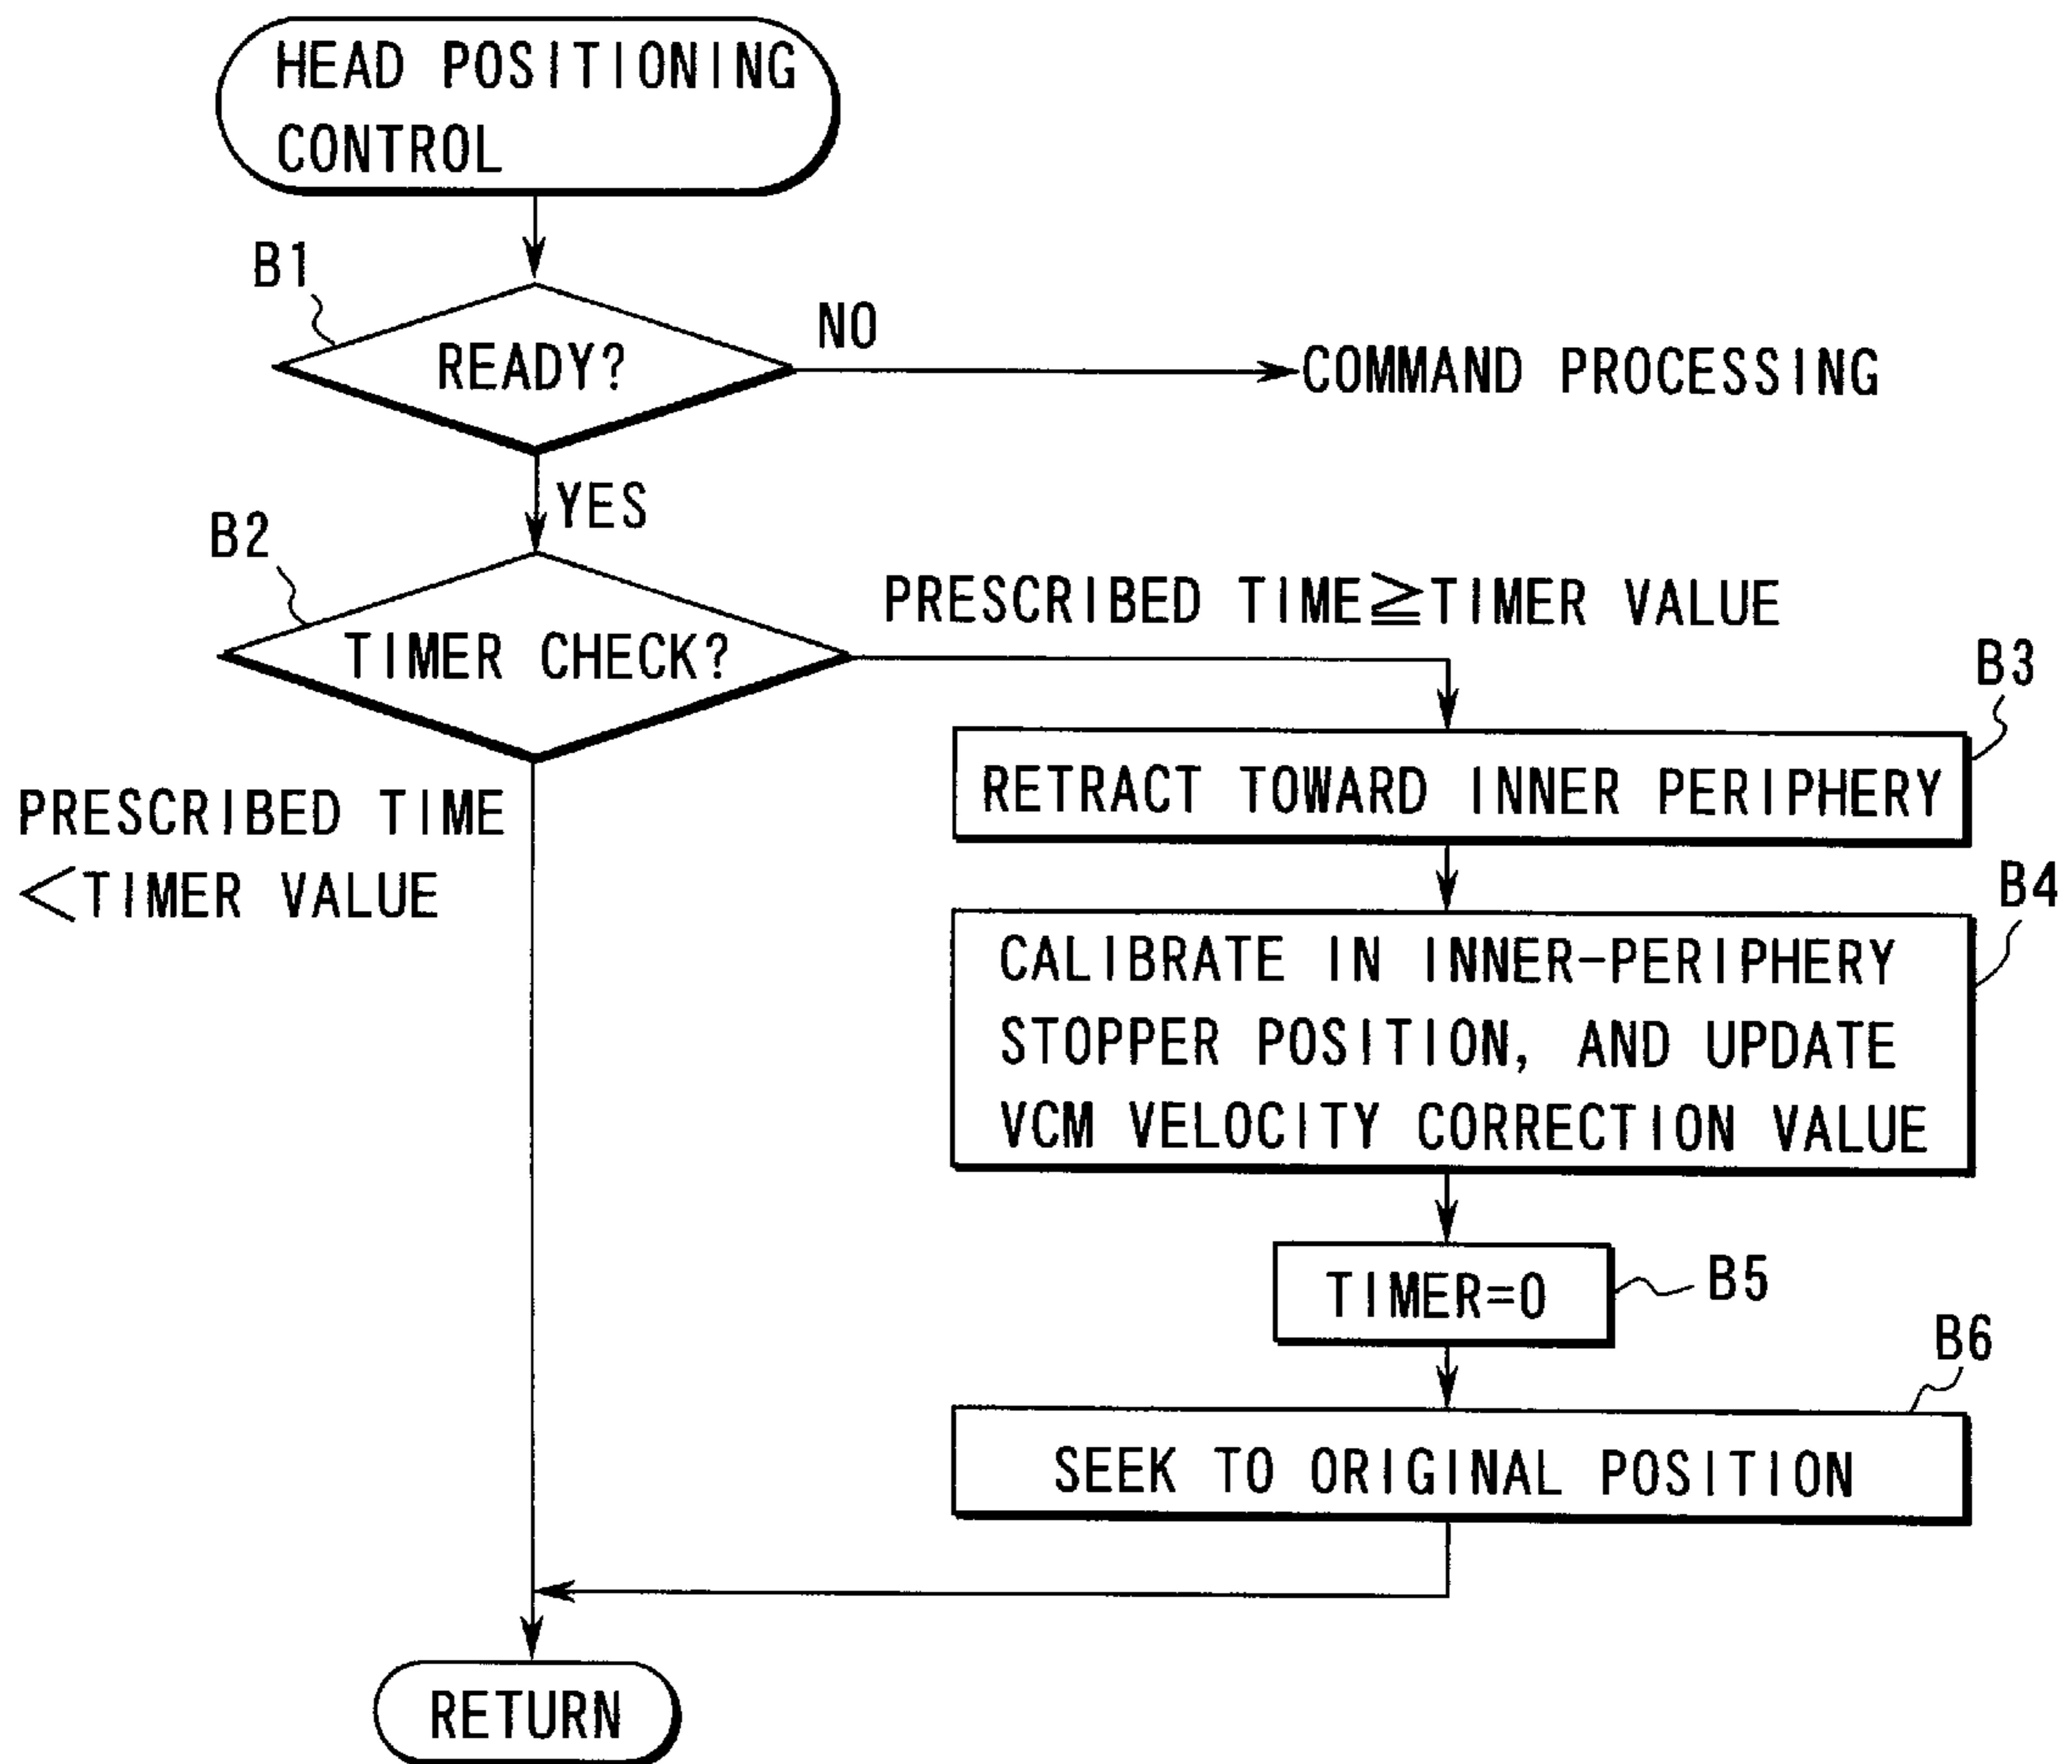 HEAD POSITIONING
CONTROL
B1
READY?
NO
COMMAND PROCESSING
YES
B2
TIMER CHECK?
PRESCRIBED TIME≧TIMER VALUE
PRESCRIBED TIME
<TIMER VALUE
B3
RETRACT TOWARD INNER PERIPHERY
B4
CALIBRATE IN INNER-PERIPHERY
STOPPER POSITION, AND UPDATE
VCM VELOCITY CORRECTION VALUE
TIMER=0
B5
B6
SEEK TO ORIGINAL POSITION
RETURN